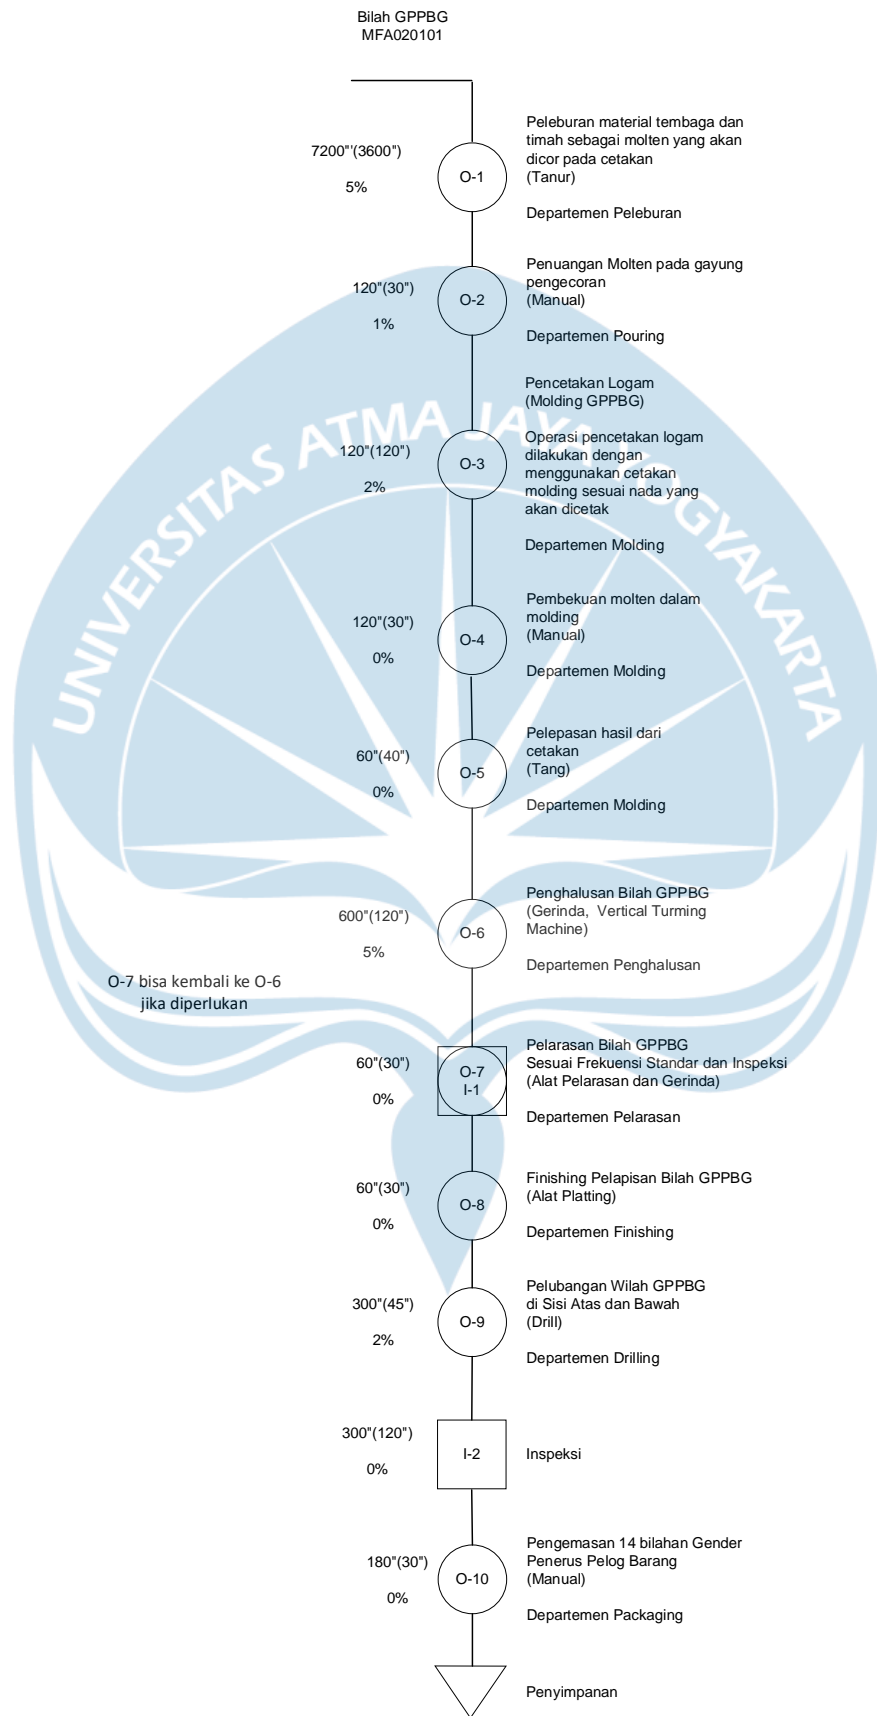 Bilah GPPBG
MFA020101
7200"'(3600")
5%
O-1
Peleburan material tembaga dan
timah sebagai molten yang akan
dicor pada cetakan
(Tanur)
Departemen Peleburan
120"(30")
1%
O-2
Penuangan Molten pada gayung
pengecoran
(Manual)
Departemen Pouring
120"(120")
2%
O-3
Pencetakan Logam
(Molding GPPBG)
Operasi pencetakan logam
dilakukan dengan
menggunakan cetakan
molding sesuai nada yang
akan dicetak
Departemen Molding
120"(30")
0%
O-4
Pembekuan molten dalam
molding
(Manual)
Departemen Molding
60"(40")
0%
O-5
Pelepasan hasil dari
cetakan
(Tang)
Departemen Molding
600"(120")
5%
O-6
Penghalusan Bilah GPPBG
(Gerinda, Vertical Turming
Machine)
Departemen Penghalusan
O-7 bisa kembali ke O-6
jika diperlukan
60"(30")
0%
O-7
I-1
Pelarasan Bilah GPPBG
Sesuai Frekuensi Standar dan Inspeksi
(Alat Pelarasan dan Gerinda)
Departemen Pelarasan
60"(30")
0%
O-8
Finishing Pelapisan Bilah GPPBG
(Alat Platting)
Departemen Finishing
300"(45")
2%
O-9
Pelubangan Wilah GPPBG
di Sisi Atas dan Bawah
(Drill)
Departemen Drilling
300"(120")
0%
I-2
Inspeksi
180"(30")
0%
O-10
Pengemasan 14 bilahan Gender
Penerus Pelog Barang
(Manual)
Departemen Packaging
Penyimpanan
UNIVERSITAS ATMA JAYA YOGYAKARTA